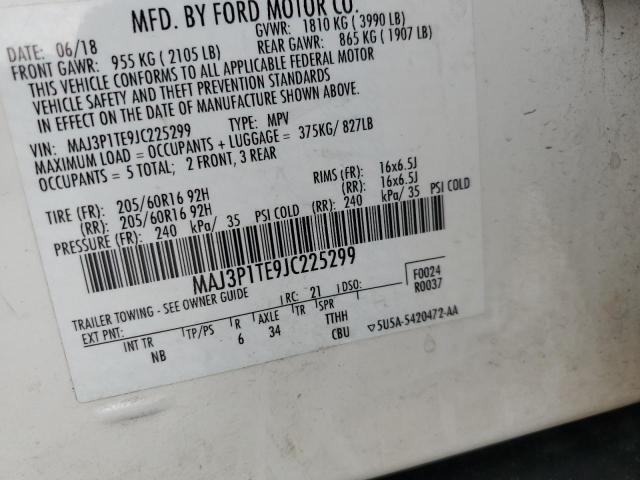 MFD. BY FORD MOTOR CO.
DATE: 06/18 GVWR: 1810 KG ( 3990 LB)
FRONT GAWR: 955 KG ( 2105 LB) REAR GAWR: 865 KG ( 1907 LB)
THIS VEHICLE CONFORMS TO ALL APPLICABLE FEDERAL MOTOR
VEHICLE SAFETY AND THEFT PREVENTION STANDARDS
IN EFFECT ON THE DATE OF MANUFACTURE SHOWN ABOVE.
VIN: MAJ3P1TE9JC225299 TYPE: MPV
MAXIMUM LOAD = OCCUPANTS + LUGGAGE = 375KG/ 827LB
OCCUPANTS = 5 TOTAL; 2 FRONT, 3 REAR
TIRE (FR): 205/60R16 92H RIMS (FR): 16x6.5J
(RR): 205/60R16 92H (RR): 16x6.5J
PRESSURE (FR): 240 kPa/ 35 PSI COLD (RR): 240 kPa/ 35 PSI COLD
MAJ3P1TE9JC225299
TRAILER TOWING - SEE OWNER GUIDE F0024
EXT PNT: RC: 21 DSO: R0037
INT TR TP/PS R AXLE TR SPR
NB 6 34 TTHH
CBU ▽5U5A-5420472-AA